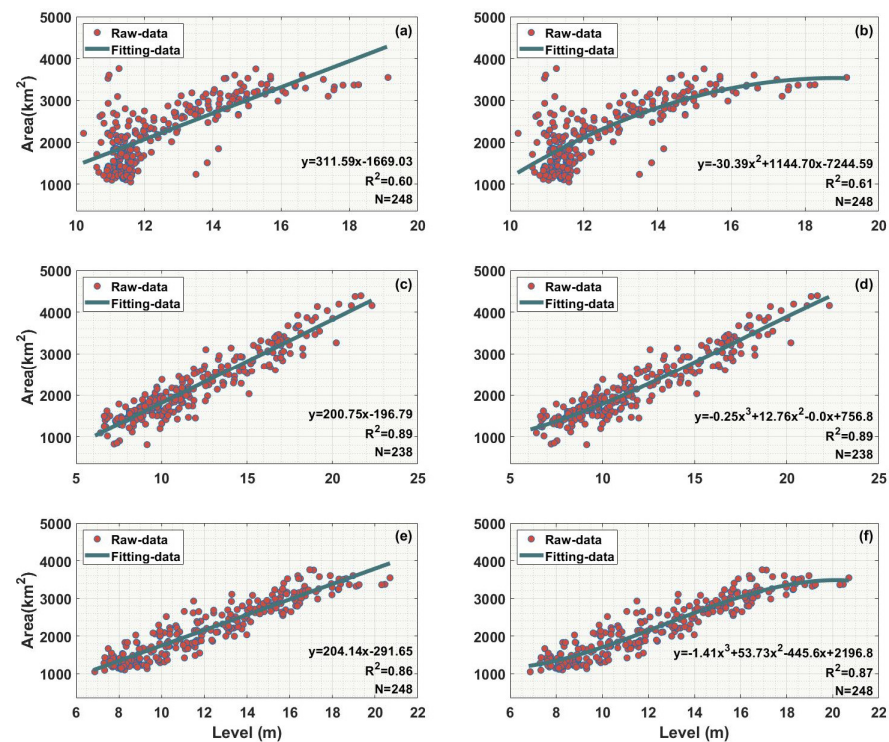 (a)
Raw-data
Fitting-data
y=311.59x-1669.03
R²=0.60
N=248
Area(km²)
5000
4000
3000
2000
1000
10 12 14 16 18 20
(b)
Raw-data
Fitting-data
y=-30.39x²+1144.70x-7244.59
R²=0.61
N=248
5000
4000
3000
2000
1000
10 12 14 16 18 20
(c)
Raw-data
Fitting-data
y=200.75x-196.79
R²=0.89
N=238
Area(km²)
5000
4000
3000
2000
1000
5 10 15 20 25
(d)
Raw-data
Fitting-data
y=-0.25x³+12.76x²-0.0x+756.8
R²=0.89
N=238
5000
4000
3000
2000
1000
5 10 15 20 25
(e)
Raw-data
Fitting-data
y=204.14x-291.65
R²=0.86
N=248
Area(km²)
5000
4000
3000
2000
1000
6 8 10 12 14 16 18 20 22
Level (m)
(f)
Raw-data
Fitting-data
y=-1.41x³+53.73x²-445.6x+2196.8
R²=0.87
N=248
5000
4000
3000
2000
1000
6 8 10 12 14 16 18 20 22
Level (m)